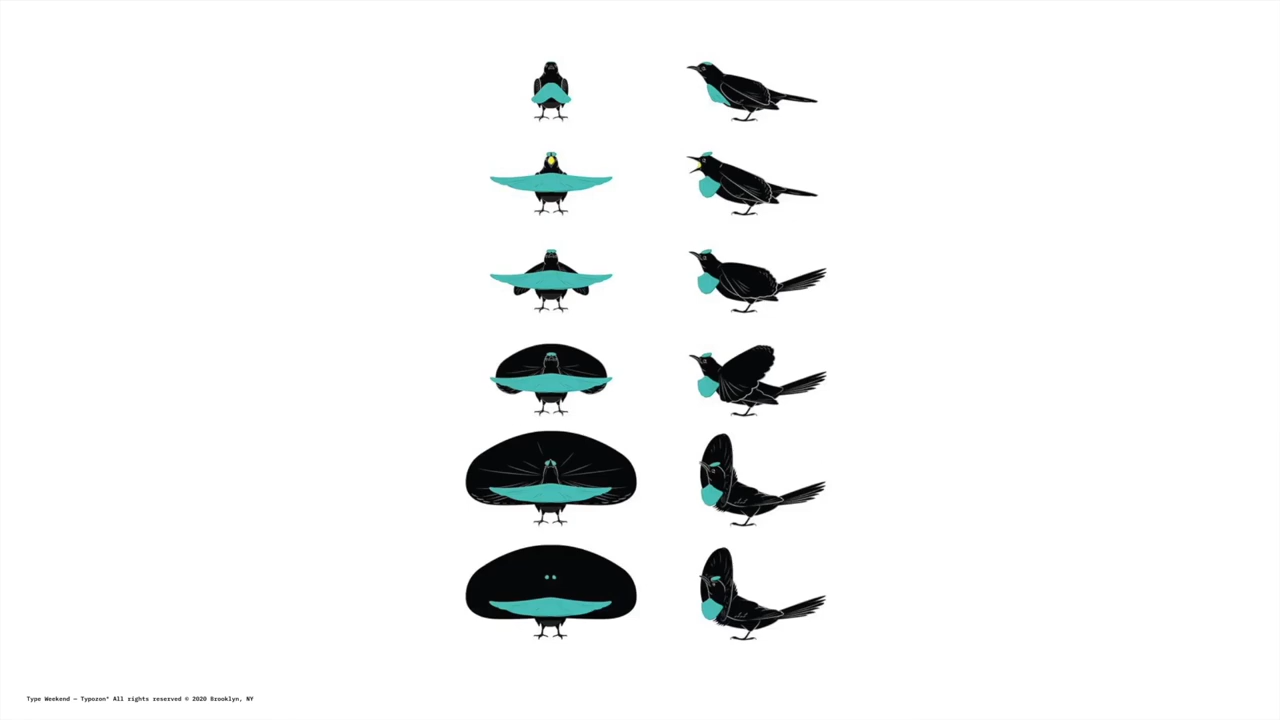 Type Weekend — Typozon* All rights reserved © 2020 Brooklyn, NY